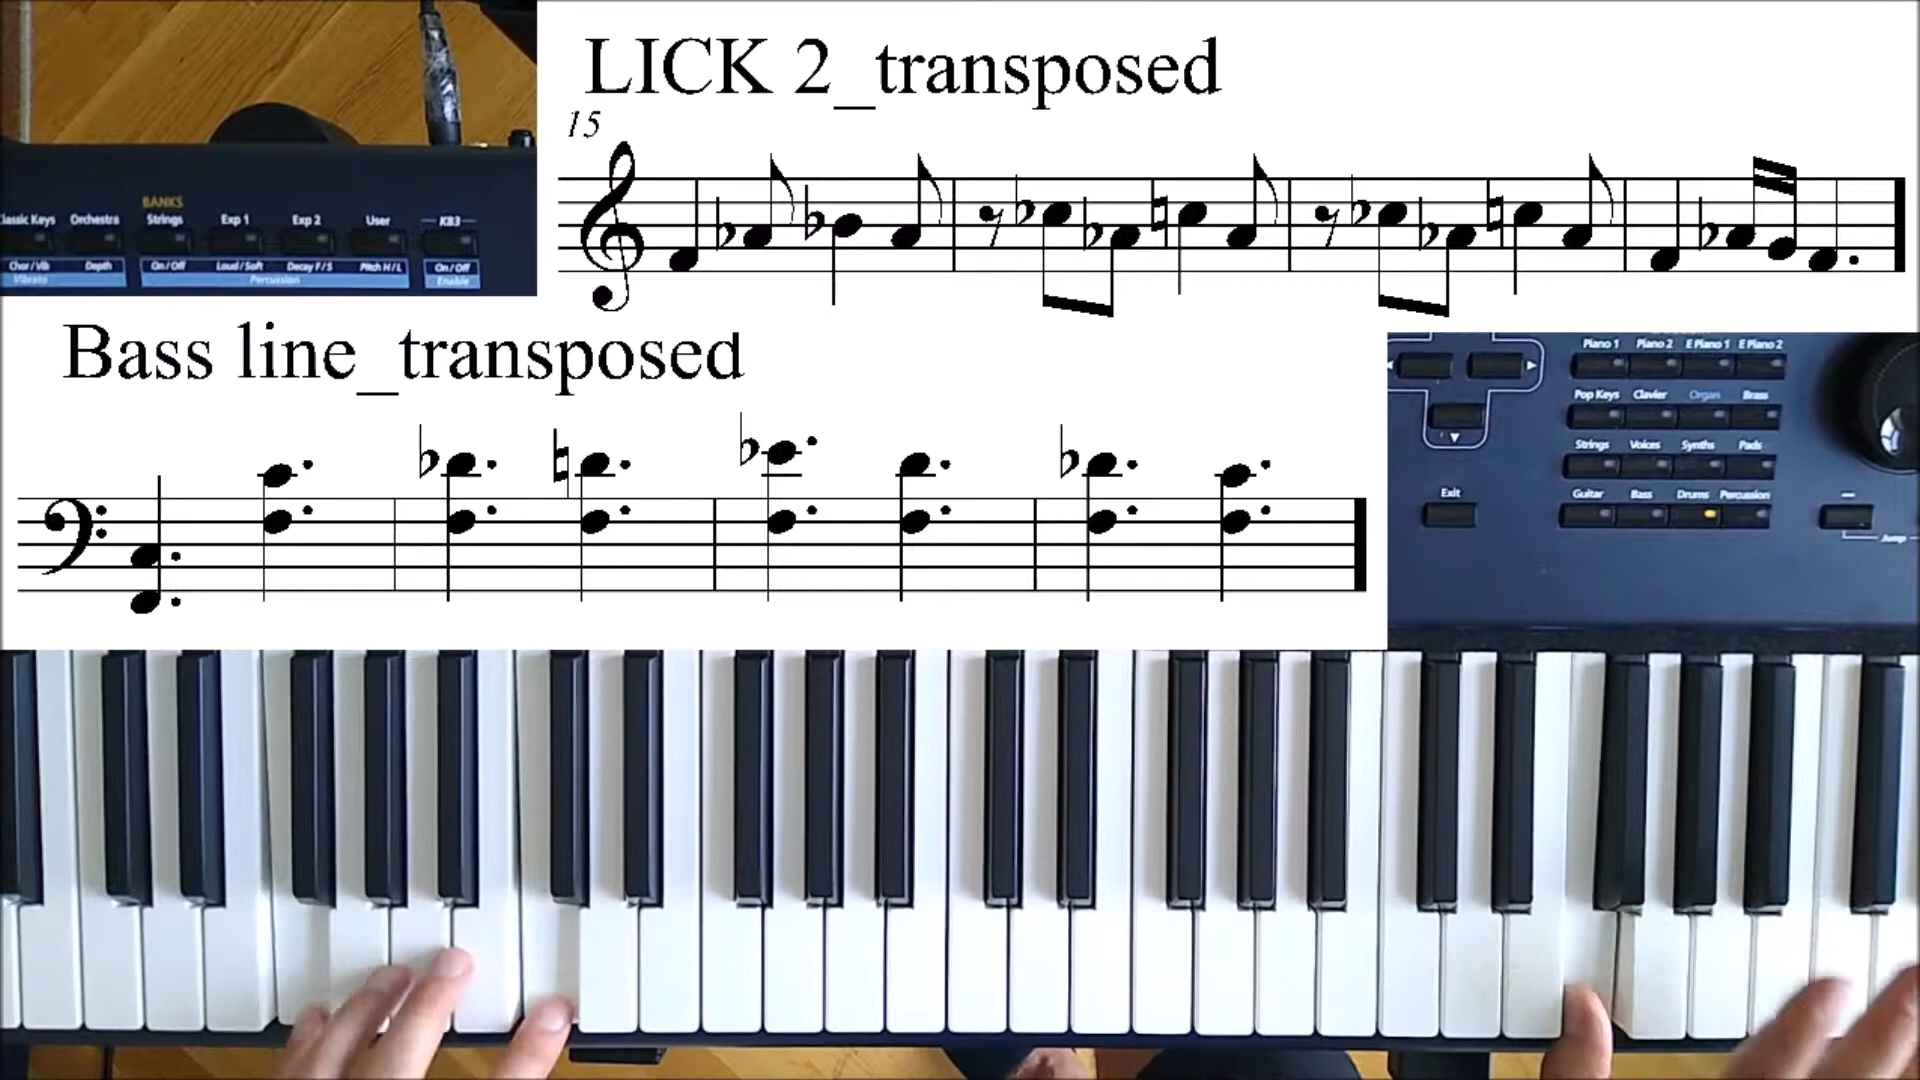 LICK 2_transposed
15
BANKS
Classic Keys Orchestra Strings Exp 1 Exp 2 User KB3
Chor/Vib Depth On/Off Loud/Soft Decay F/S Pitch H/L On/Off
Vibrato Percussion Enable
Bass line_transposed
Piano 1 Piano 2 E Piano 1 E Piano 2
Pop Keys Clavier Organ Brass
Strings Voices Synths Pads
Exit Guitar Bass Drums Percussion
Jump